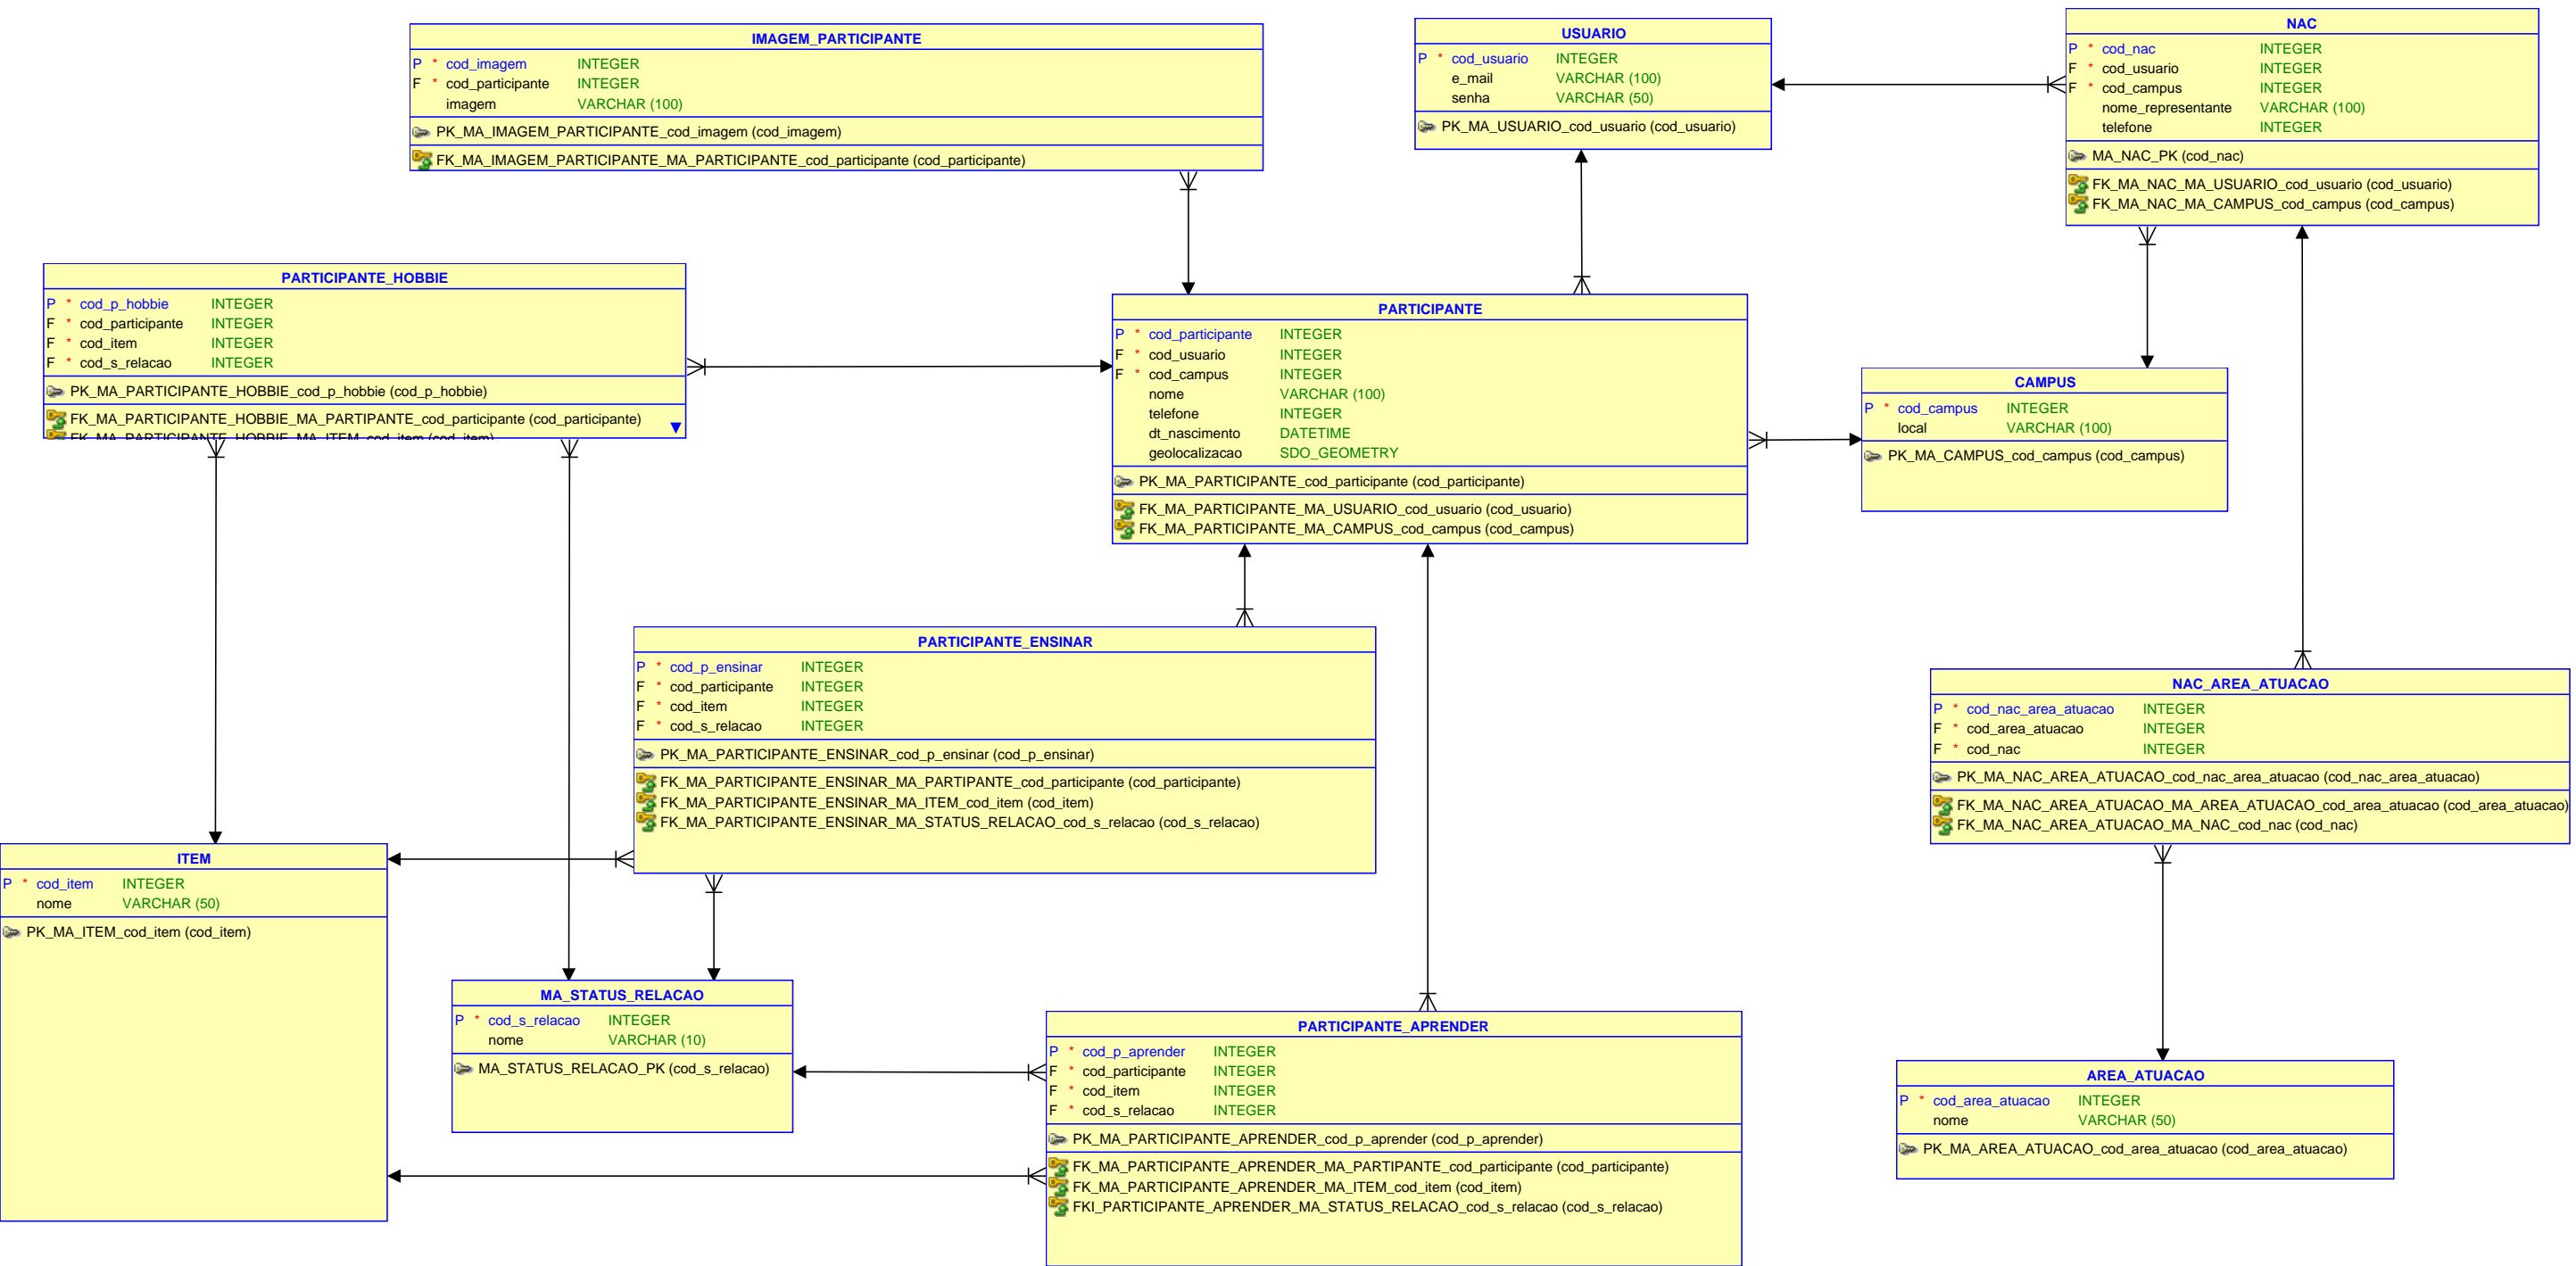 IMAGEM_PARTICIPANTE
P * cod_imagem INTEGER
F * cod_participante INTEGER
imagem VARCHAR (100)
PK_MA_IMAGEM_PARTICIPANTE_cod_imagem (cod_imagem)
FK_MA_IMAGEM_PARTICIPANTE_MA_PARTICIPANTE_cod_participante (cod_participante)
USUARIO
P * cod_usuario INTEGER
e_mail VARCHAR (100)
senha VARCHAR (50)
PK_MA_USUARIO_cod_usuario (cod_usuario)
NAC
P * cod_nac INTEGER
F * cod_usuario INTEGER
F * cod_campus INTEGER
nome_representante VARCHAR (100)
telefone INTEGER
MA_NAC_PK (cod_nac)
FK_MA_NAC_MA_USUARIO_cod_usuario (cod_usuario)
FK_MA_NAC_MA_CAMPUS_cod_campus (cod_campus)
PARTICIPANTE_HOBBIE
P * cod_p_hobbie INTEGER
F * cod_participante INTEGER
F * cod_item INTEGER
F * cod_s_relacao INTEGER
PK_MA_PARTICIPANTE_HOBBIE_cod_p_hobbie (cod_p_hobbie)
FK_MA_PARTICIPANTE_HOBBIE_MA_PARTIPANTE_cod_participante (cod_participante)
FK_MA_PARTICIPANTE_HOBBIE_MA_ITEM_cod_item (cod_item)
PARTICIPANTE
P * cod_participante INTEGER
F * cod_usuario INTEGER
F * cod_campus INTEGER
nome VARCHAR (100)
telefone INTEGER
dt_nascimento DATETIME
geolocalizacao SDO_GEOMETRY
PK_MA_PARTICIPANTE_cod_participante (cod_participante)
FK_MA_PARTICIPANTE_MA_USUARIO_cod_usuario (cod_usuario)
FK_MA_PARTICIPANTE_MA_CAMPUS_cod_campus (cod_campus)
CAMPUS
P * cod_campus INTEGER
local VARCHAR (100)
PK_MA_CAMPUS_cod_campus (cod_campus)
PARTICIPANTE_ENSINAR
P * cod_p_ensinar INTEGER
F * cod_participante INTEGER
F * cod_item INTEGER
F * cod_s_relacao INTEGER
PK_MA_PARTICIPANTE_ENSINAR_cod_p_ensinar (cod_p_ensinar)
FK_MA_PARTICIPANTE_ENSINAR_MA_PARTIPANTE_cod_participante (cod_participante)
FK_MA_PARTICIPANTE_ENSINAR_MA_ITEM_cod_item (cod_item)
FK_MA_PARTICIPANTE_ENSINAR_MA_STATUS_RELACAO_cod_s_relacao (cod_s_relacao)
NAC_AREA_ATUACAO
P * cod_nac_area_atuacao INTEGER
F * cod_area_atuacao INTEGER
F * cod_nac INTEGER
PK_MA_NAC_AREA_ATUACAO_cod_nac_area_atuacao (cod_nac_area_atuacao)
FK_MA_NAC_AREA_ATUACAO_MA_AREA_ATUACAO_cod_area_atuacao (cod_area_atuacao)
FK_MA_NAC_AREA_ATUACAO_MA_NAC_cod_nac (cod_nac)
ITEM
P * cod_item INTEGER
nome VARCHAR (50)
PK_MA_ITEM_cod_item (cod_item)
MA_STATUS_RELACAO
P * cod_s_relacao INTEGER
nome VARCHAR (10)
MA_STATUS_RELACAO_PK (cod_s_relacao)
PARTICIPANTE_APRENDER
P * cod_p_aprender INTEGER
F * cod_participante INTEGER
F * cod_item INTEGER
F * cod_s_relacao INTEGER
PK_MA_PARTICIPANTE_APRENDER_cod_p_aprender (cod_p_aprender)
FK_MA_PARTICIPANTE_APRENDER_MA_PARTIPANTE_cod_participante (cod_participante)
FK_MA_PARTICIPANTE_APRENDER_MA_ITEM_cod_item (cod_item)
FKI_PARTICIPANTE_APRENDER_MA_STATUS_RELACAO_cod_s_relacao (cod_s_relacao)
AREA_ATUACAO
P * cod_area_atuacao INTEGER
nome VARCHAR (50)
PK_MA_AREA_ATUACAO_cod_area_atuacao (cod_area_atuacao)